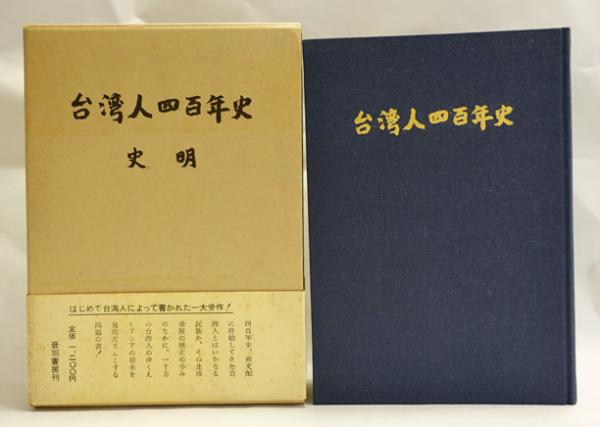 台湾人四百年史
史明
はじめて台湾人によって書かれた一大労作!
四百年来、被支配
に終始してきた台
湾人とはいかなる
民族か。その生成
発展の歴史の歩み
のなかに、一千万
の台湾人のゆくえ
とアジアの将来を
見出ださんとする
問題の書!
定価 一、二〇〇円
音羽書房刊
台湾人四百年史